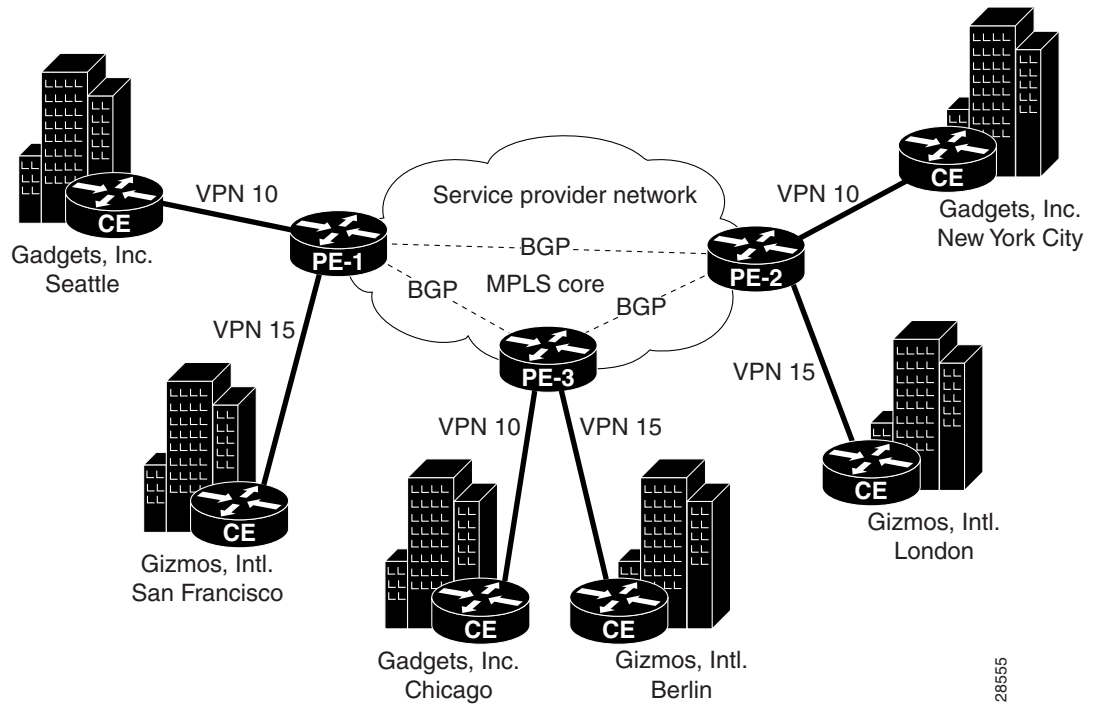 VPN 10
CE
Gadgets, Inc.
Seattle
Service provider network
VPN 10
CE
Gadgets, Inc.
New York City
PE-1
BGP
PE-2
MPLS core
BGP
BGP
VPN 15
PE-3
VPN 15
VPN 10
VPN 15
CE
Gizmos, Intl.
San Francisco
CE
Gizmos, Intl.
London
CE
Gadgets, Inc.
Chicago
CE
Gizmos, Intl.
Berlin
28555